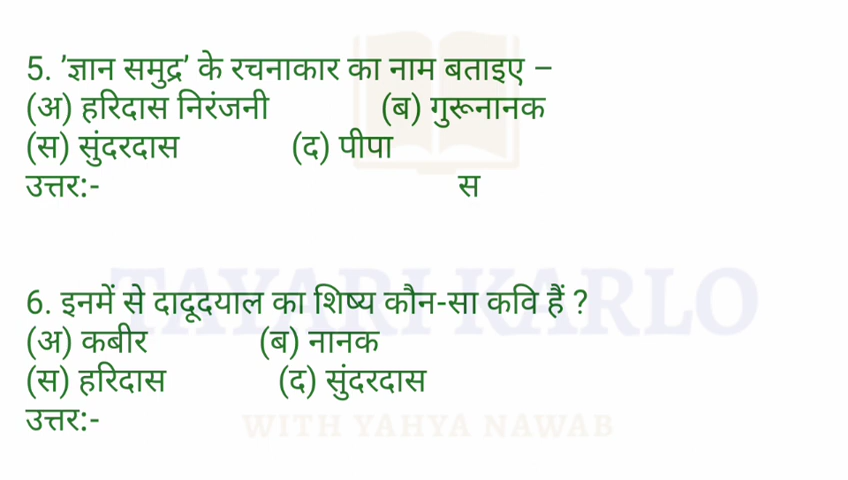 5. 'ज्ञान समुद्र' के रचनाकार का नाम बताइए –
(अ) हरिदास निरंजनी (ब) गुरूनानक
(स) सुंदरदास (द) पीपा
उत्तर:- स
6. इनमें से दादूदयाल का शिष्य कौन-सा कवि हैं ?
TAYARI KARLO
(अ) कबीर (ब) नानक
(स) हरिदास (द) सुंदरदास
उत्तर:-
WITH YAHYA NAWAB